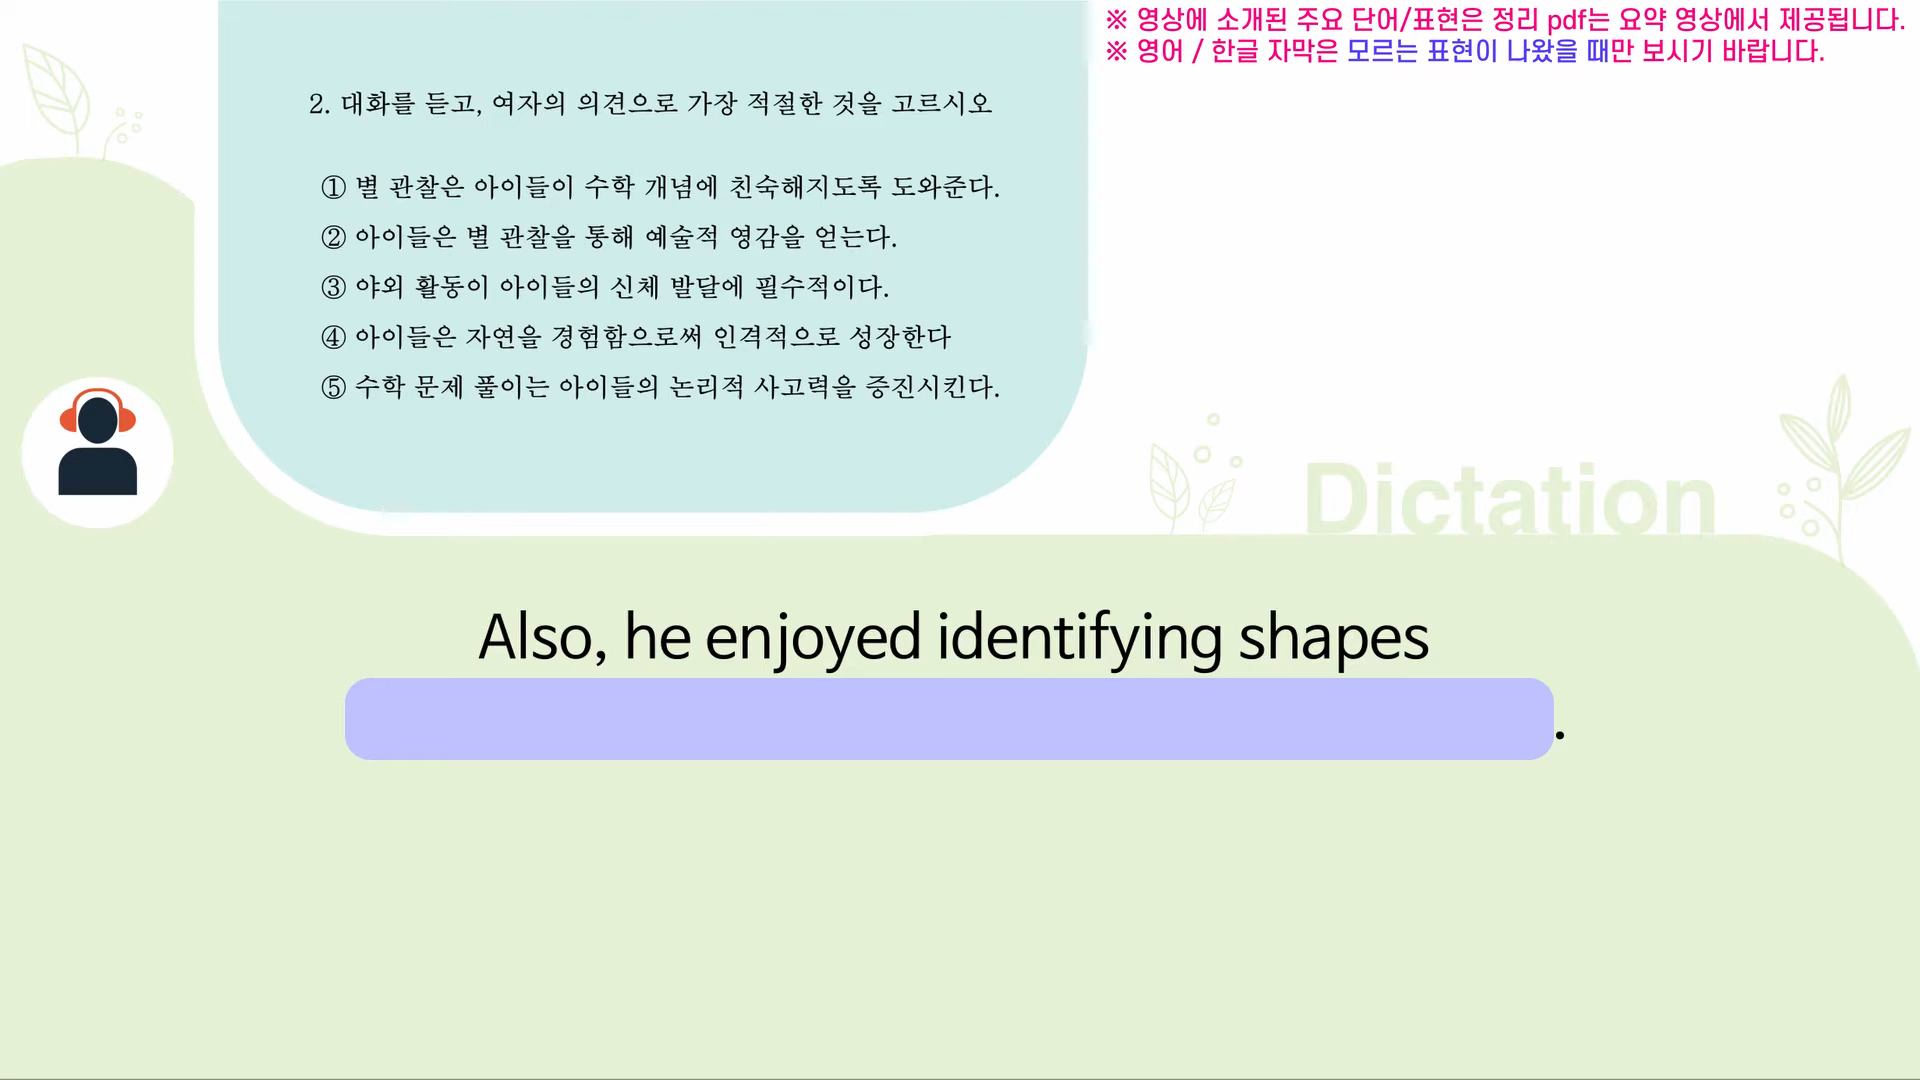 ※ 영상에 소개된 주요 단어/표현은 정리 pdf는 요약 영상에서 제공됩니다.
※ 영어 / 한글 자막은 모르는 표현이 나왔을 때만 보시기 바랍니다.
2. 대화를 듣고, 여자의 의견으로 가장 적절한 것을 고르시오
① 별 관찰은 아이들이 수학 개념에 친숙해지도록 도와준다.
② 아이들은 별 관찰을 통해 예술적 영감을 얻는다.
③ 야외 활동이 아이들의 신체 발달에 필수적이다.
④ 아이들은 자연을 경험함으로써 인격적으로 성장한다
⑤ 수학 문제 풀이는 아이들의 논리적 사고력을 증진시킨다.
Dictation
Also, he enjoyed identifying shapes
.